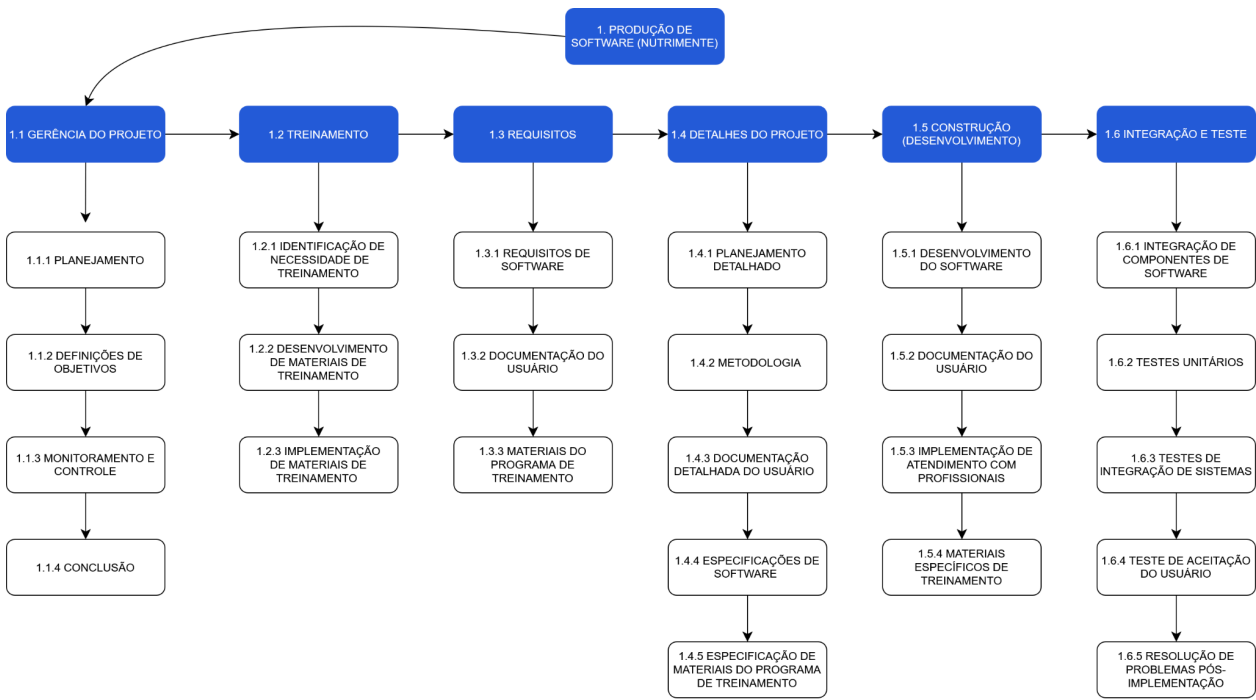 1. PRODUÇÃO DE
SOFTWARE (NUTRIMENTE)
1.1 GERÊNCIA DO PROJETO
1.2 TREINAMENTO
1.3 REQUISITOS
1.4 DETALHES DO PROJETO
1.5 CONSTRUÇÃO
(DESENVOLVIMENTO)
1.6 INTEGRAÇÃO E TESTE
1.1.1 PLANEJAMENTO
1.1.2 DEFINIÇÕES DE
OBJETIVOS
1.1.3 MONITORAMENTO E
CONTROLE
1.1.4 CONCLUSÃO
1.2.1 IDENTIFICAÇÃO DE
NECESSIDADE DE
TREINAMENTO
1.2.2 DESENVOLVIMENTO
DE MATERIAIS DE
TREINAMENTO
1.2.3 IMPLEMENTAÇÃO
DE MATERIAIS DE
TREINAMENTO
1.3.1 REQUISITOS DE
SOFTWARE
1.3.2 DOCUMENTAÇÃO DO
USUÁRIO
1.3.3 MATERIAIS DO
PROGRAMA DE
TREINAMENTO
1.4.1 PLANEJAMENTO
DETALHADO
1.4.2 METODOLOGIA
1.4.3 DOCUMENTAÇÃO
DETALHADA DO USUÁRIO
1.4.4 ESPECIFICAÇÕES DE
SOFTWARE
1.4.5 ESPECIFICAÇÃO DE
MATERIAIS DO PROGRAMA
DE TREINAMENTO
1.5.1 DESENVOLVIMENTO
DO SOFTWARE
1.5.2 DOCUMENTAÇÃO DO
USUÁRIO
1.5.3 IMPLEMENTAÇÃO DE
ATENDIMENTO COM
PROFISSIONAIS
1.5.4 MATERIAIS
ESPECÍFICOS DE
TREINAMENTO
1.6.1 INTEGRAÇÃO DE
COMPONENTES DE
SOFTWARE
1.6.2 TESTES UNITÁRIOS
1.6.3 TESTES DE
INTEGRAÇÃO DE SISTEMAS
1.6.4 TESTE DE ACEITAÇÃO
DO USUÁRIO
1.6.5 RESOLUÇÃO DE
PROBLEMAS PÓS-
IMPLEMENTAÇÃO